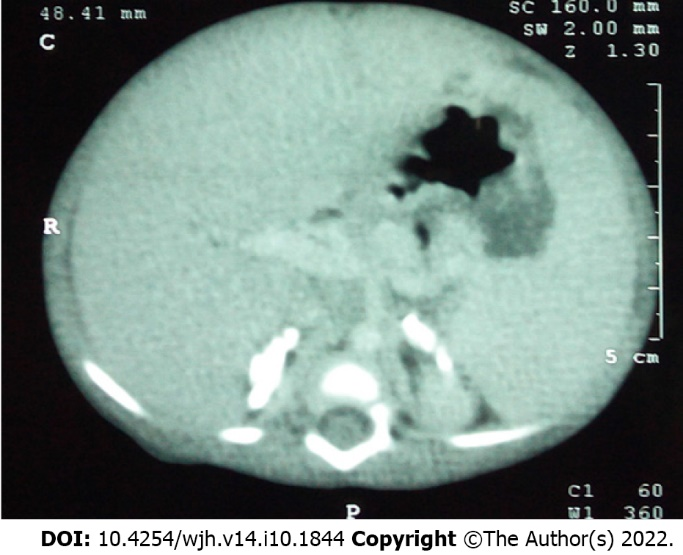 48.41 mm
C
SC 160.0 mm
SW 2.00 mm
Z 1.30
R
5 cm
C1 60
P
W1 360
DOI: 10.4254/wjh.v14.i10.1844 Copyright ©The Author(s) 2022.